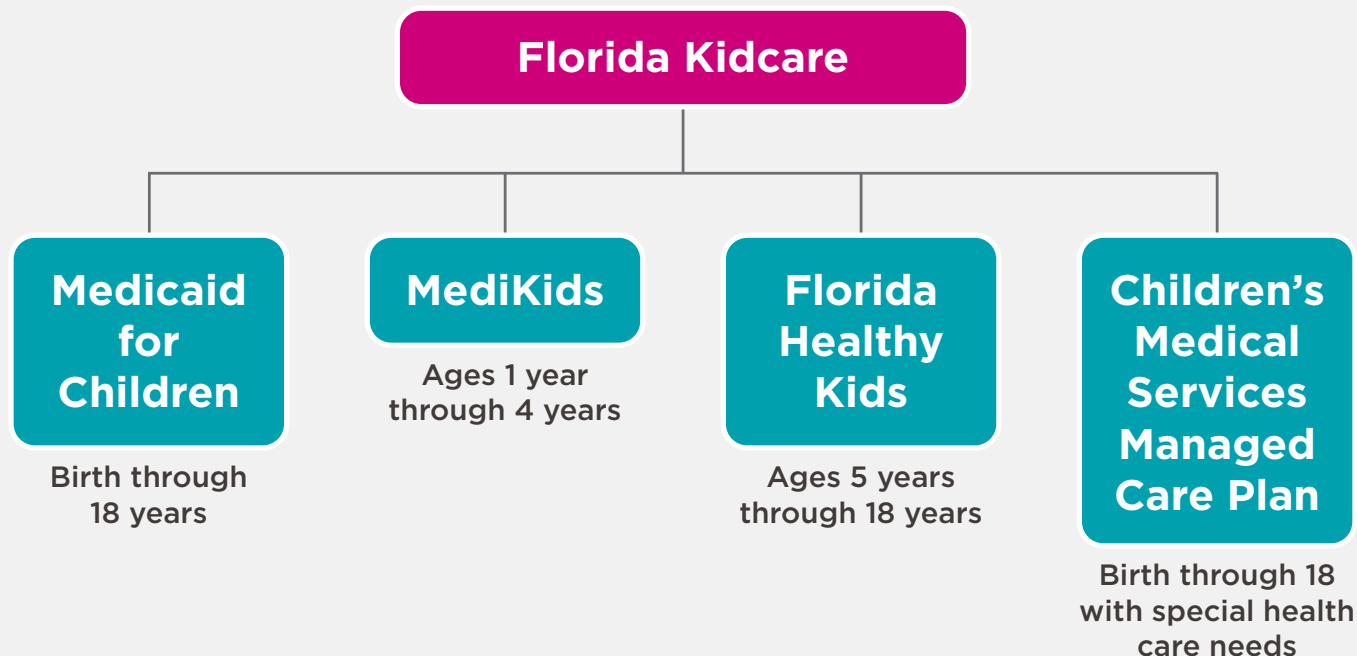 Florida Kidcare
Medicaid
for
Children
Birth through
18 years
MediKids
Ages 1 year
through 4 years
Florida
Healthy
Kids
Ages 5 years
through 18 years
Children’s
Medical
Services
Managed
Care Plan
Birth through 18
with special health
care needs